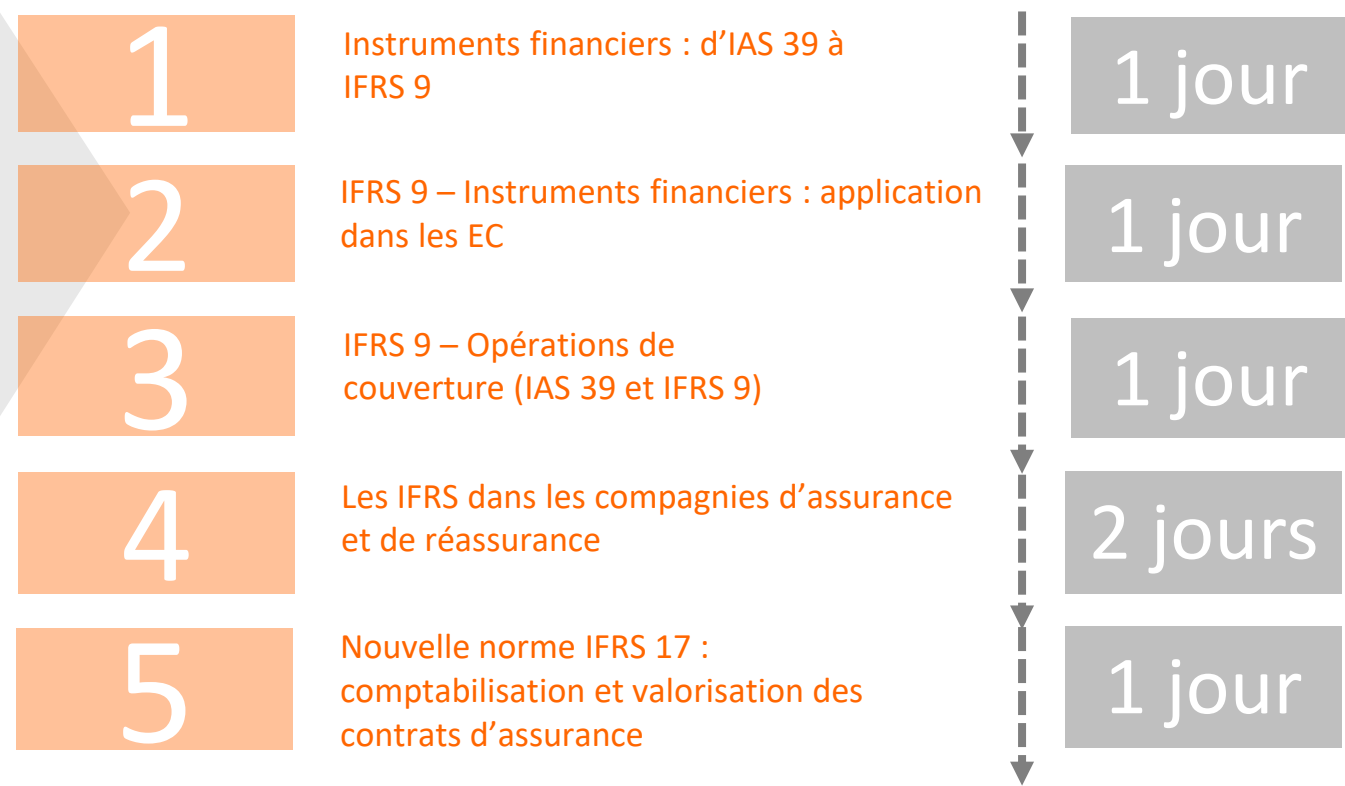 1
Instruments financiers : d’IAS 39 à
IFRS 9
1 jour
2
IFRS 9 – Instruments financiers : application
dans les EC
1 jour
3
IFRS 9 – Opérations de
couverture (IAS 39 et IFRS 9)
1 jour
4
Les IFRS dans les compagnies d’assurance
et de réassurance
2 jours
5
Nouvelle norme IFRS 17 :
comptabilisation et valorisation des
contrats d’assurance
1 jour